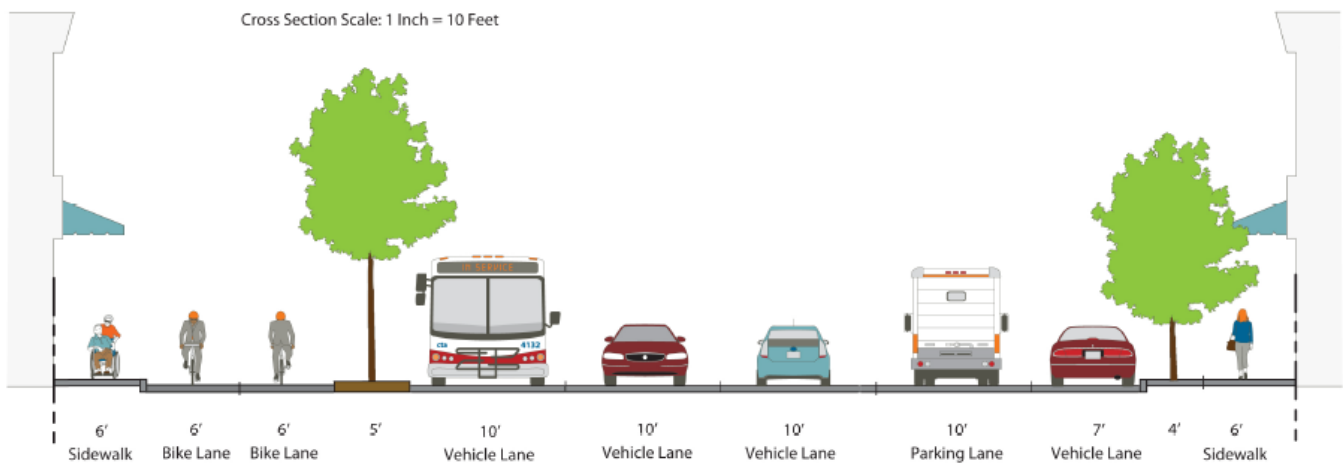 Cross Section Scale: 1 Inch = 10 Feet
IN SERVICE
cta 4132
6' 6' 6' 5' 10' 10' 10' 10' 7' 4' 6'
Sidewalk Bike Lane Bike Lane Vehicle Lane Vehicle Lane Vehicle Lane Parking Lane Vehicle Lane Sidewalk